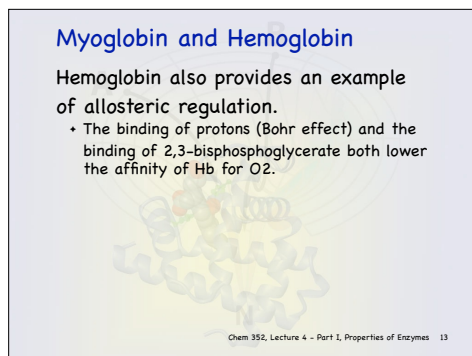 Myoglobin and Hemoglobin
Hemoglobin also provides an example
of allosteric regulation.
✦ The binding of protons (Bohr effect) and the
binding of 2,3-bisphosphoglycerate both lower
the affinity of Hb for O2.
Chem 352, Lecture 4 - Part I, Properties of Enzymes 13